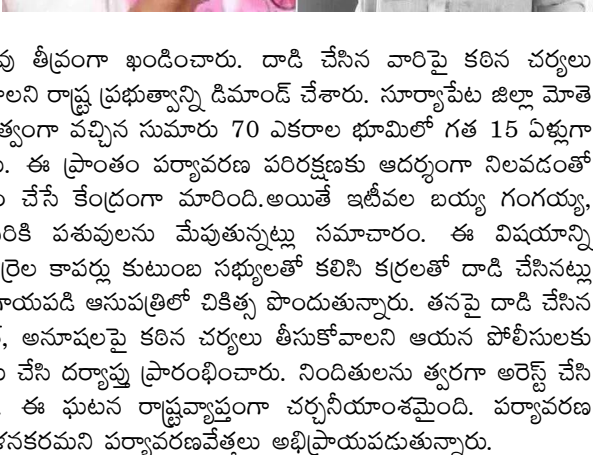 తీవ్రంగా ఖండించారు. దాడి చేసిన వారిపై కఠిన చర్యలు
రాష్ట్ర ప్రభుత్వాన్ని డిమాండ్ చేశారు. సూర్యాపేట జిల్లా మోతె
వచ్చిన సుమారు 70 ఎకరాల భూమిలో గత 15 ఏళ్లుగా
ఈ ప్రాంతం పర్యావరణ పరిరక్షణకు ఆదర్శంగా నిలవడంతో
చేసే కేంద్రంగా మారింది.అయితే ఇటీవల బయ్య గంగయ్య,
పశువులను మేపుతున్నట్లు సమాచారం. ఈ విషయాన్ని
కాపర్లు కుటుంబ సభ్యులతో కలిసి కర్రలతో దాడి చేసినట్లు
ఆసుపత్రిలో చికిత్స పొందుతున్నారు. తనపై దాడి చేసిన
అనూషలపై కఠిన చర్యలు తీసుకోవాలని ఆయన పోలీసులకు
చేసి దర్యాప్తు ప్రారంభించారు. నిందితులను త్వరగా అరెస్ట్ చేసి
ఈ ఘటన రాష్ట్రవ్యాప్తంగా చర్చనీయాంశమైంది. పర్యావరణ
పర్యావరణవేత్తలు అభిప్రాయపడుతున్నారు.